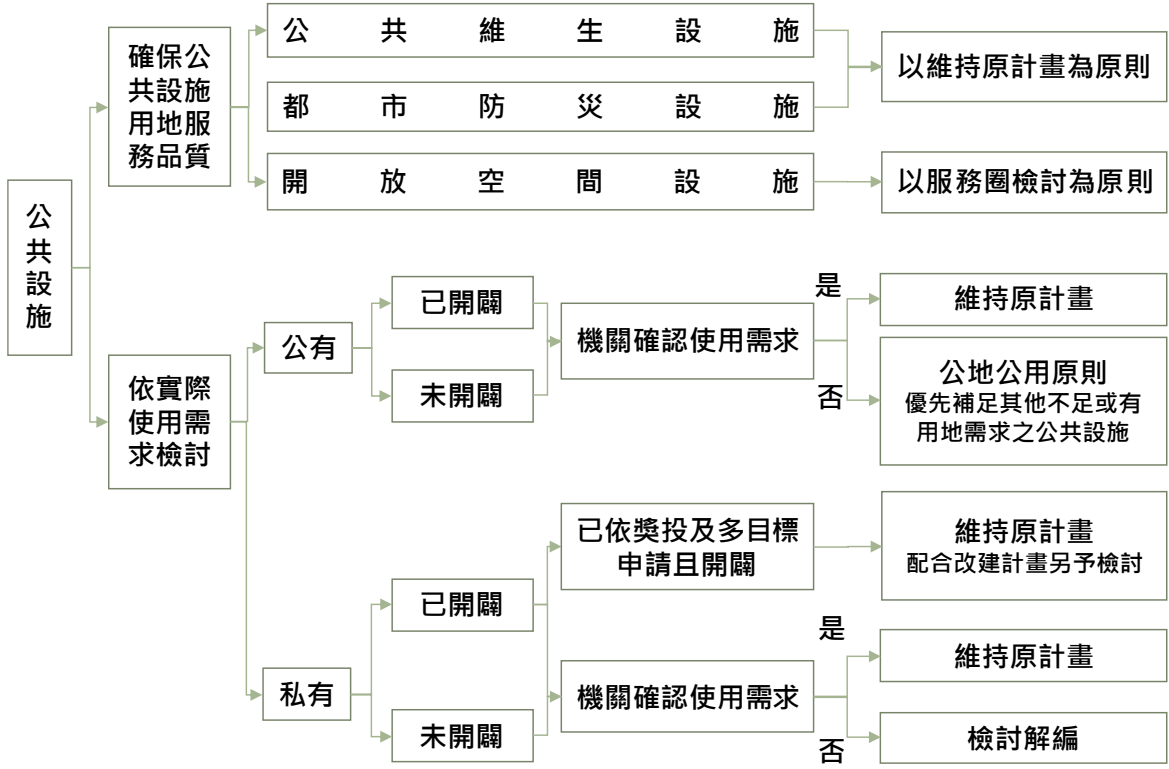 公
共
設
施
確保公
共設施
用地服
務品質
公共維生設施
都市防災設施
以維持原計畫為原則
開放空間設施
以服務圈檢討為原則
依實際
使用需
求檢討
公有
已開闢
未開闢
機關確認使用需求
是
維持原計畫
否
公地公用原則
優先補足其他不足或有
用地需求之公共設施
私有
已開闢
未開闢
已依獎投及多目標
申請且開闢
維持原計畫
配合改建計畫另予檢討
機關確認使用需求
是
維持原計畫
否
檢討解編